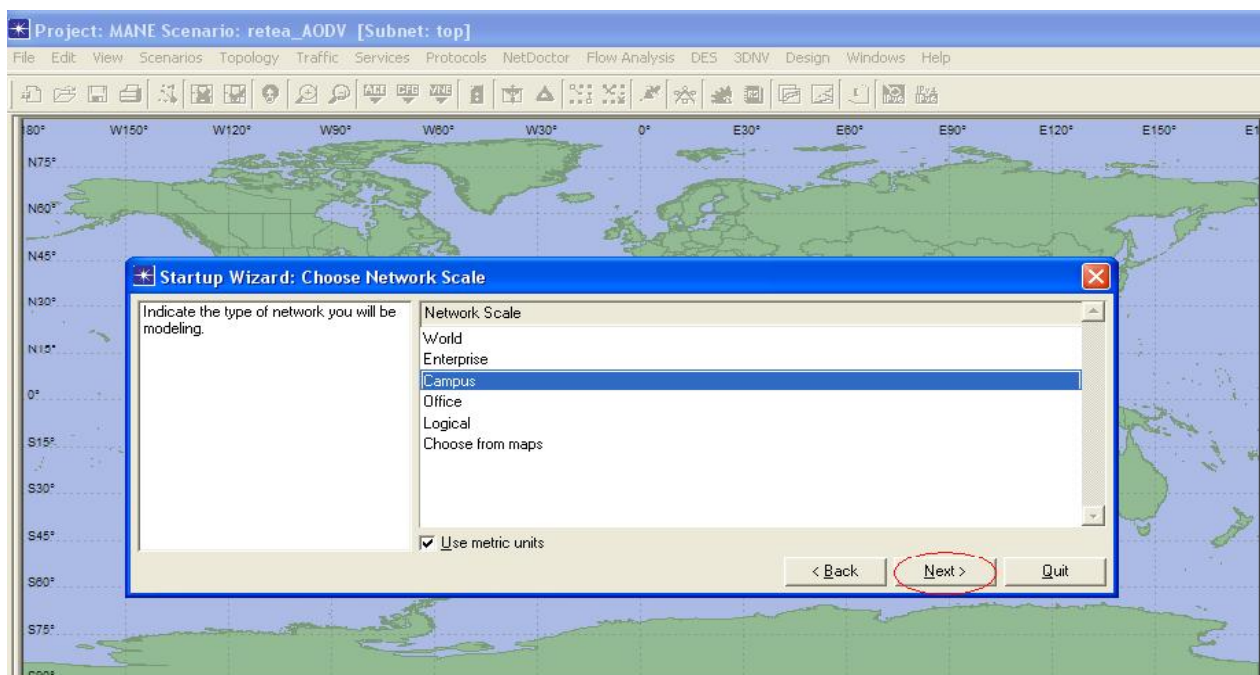 Project: MANE Scenario: retea_AODV [Subnet: top]
File Edit View Scenarios Topology Traffic Services Protocols NetDoctor Flow Analysis DES 3DNV Design Windows Help
W150° W120° W90° W60° W30° 0° E30° E60° E90° E120° E150°
N75°
N60°
N45°
Startup Wizard: Choose Network Scale
N30°
Indicate the type of network you will be
modeling.
Network Scale
World
N15°
Enterprise
Campus
0°
Office
Logical
S15°
Choose from maps
S30°
S45°
Use metric units
< Back Next > Quit
S60°
S75°